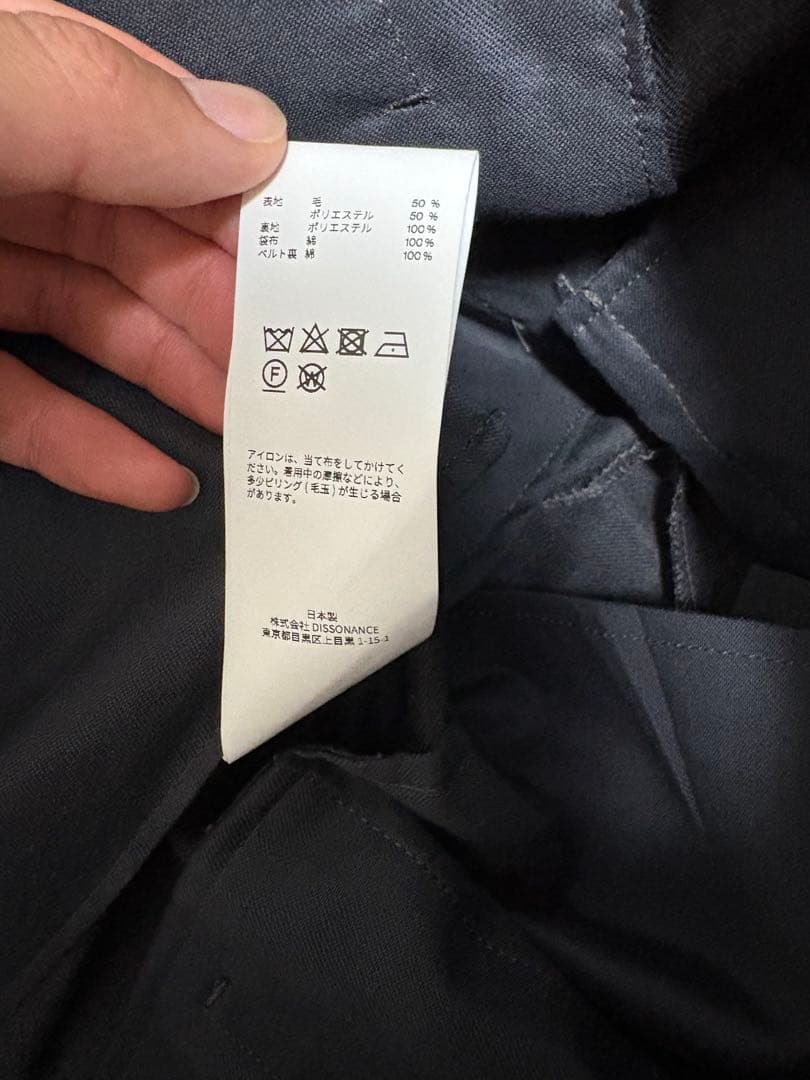 表地 毛 50 %
ポリエステル 50 %
裏地 ポリエステル 100 %
袋布 綿 100 %
ベルト裏 綿 100 %
F W
アイロンは、当て布をしてかけてく
ださい。着用中の摩擦などにより、
多少ピリング(毛玉)が生じる場合
があります。
日本製
株式会社 DISSONANCE
東京都目黒区上目黒 1-15-1